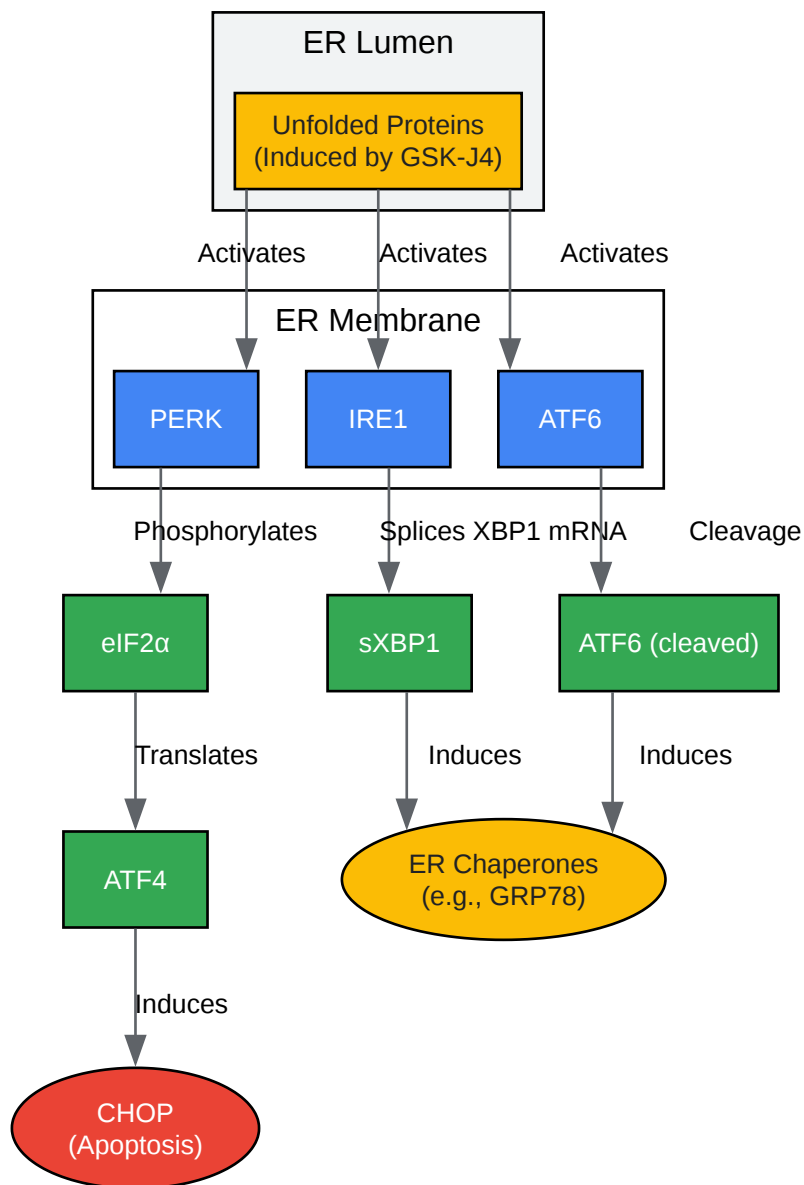 ER Lumen
Unfolded Proteins
(Induced by GSK-J4)
Activates
Activates
Activates
ER Membrane
PERK
IRE1
ATF6
Phosphorylates
Splices XBP1 mRNA
Cleavage
eIF2α
sXBP1
ATF6 (cleaved)
Translates
Induces
Induces
ATF4
ER Chaperones
(e.g., GRP78)
Induces
CHOP
(Apoptosis)